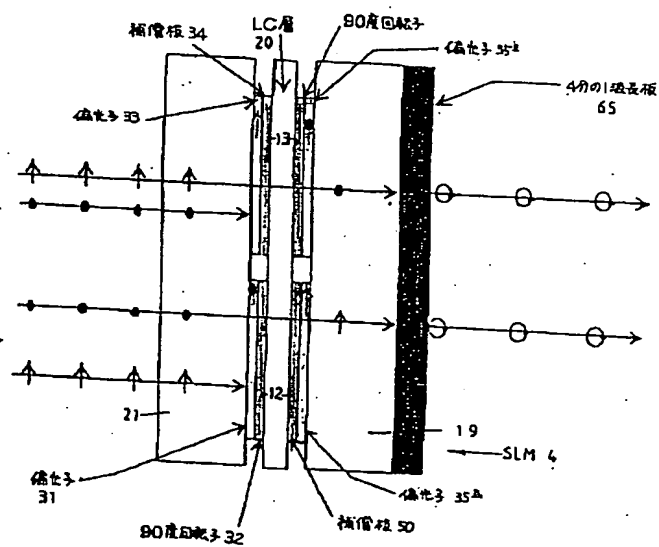 補償板 34
LC層
20
90度回転子
偏光子 35
4分の1波長板
65
偏光子 33
13
12
21
19
SLM 4
偏光子
31
90度回転子 32
補償板 50
偏光子 35